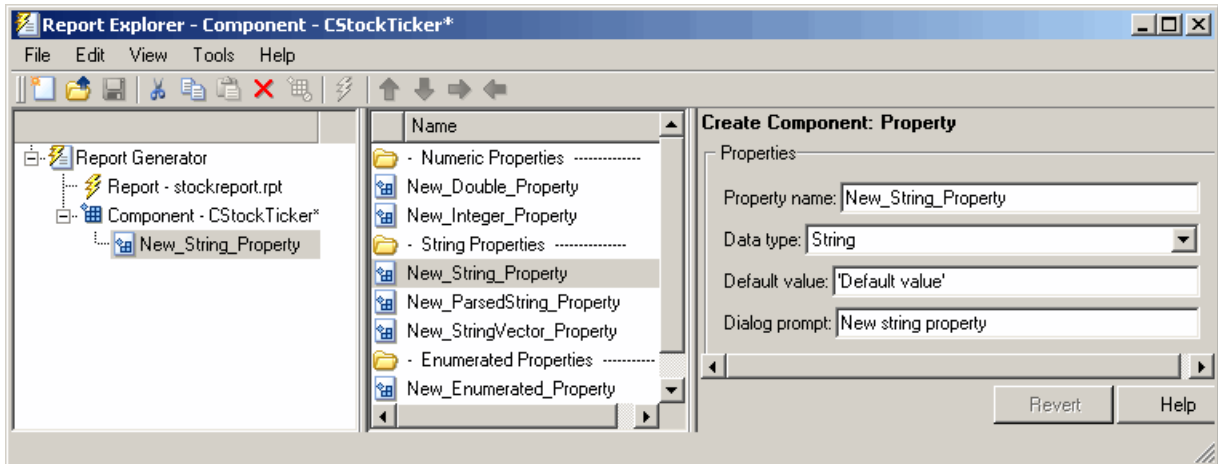 Report Explorer - Component - CStockTicker*
File Edit View Tools Help
Report Generator
Report - stockreport.rpt
Component - CStockTicker*
New_String_Property
Name
- Numeric Properties -------------
New_Double_Property
New_Integer_Property
- String Properties --------------
New_String_Property
New_ParsedString_Property
New_StringVector_Property
- Enumerated Properties ----------
New_Enumerated_Property
Create Component: Property
Properties
Property name: New_String_Property
Data type: String
Default value: 'Default value'
Dialog prompt: New string property
Revert Help